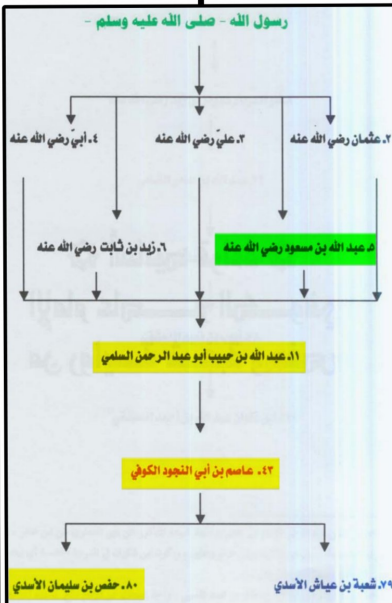 رسول الله - صلى الله عليه وسلم -
٢. عثمان رضي الله عنه
٣. عليّ رضي الله عنه
٤. أبيّ رضي الله عنه
٥. عبد الله بن مسعود رضي الله عنه
٦. زيد بن ثابت رضي الله عنه
١١. عبد الله بن حبيب أبو عبد الرحمن السلمي
٤٣. عاصم بن أبي النجود الكوفي
٧٩. شعبة بن عياش الأسدي
٨٠. حفص بن سليمان الأسدي